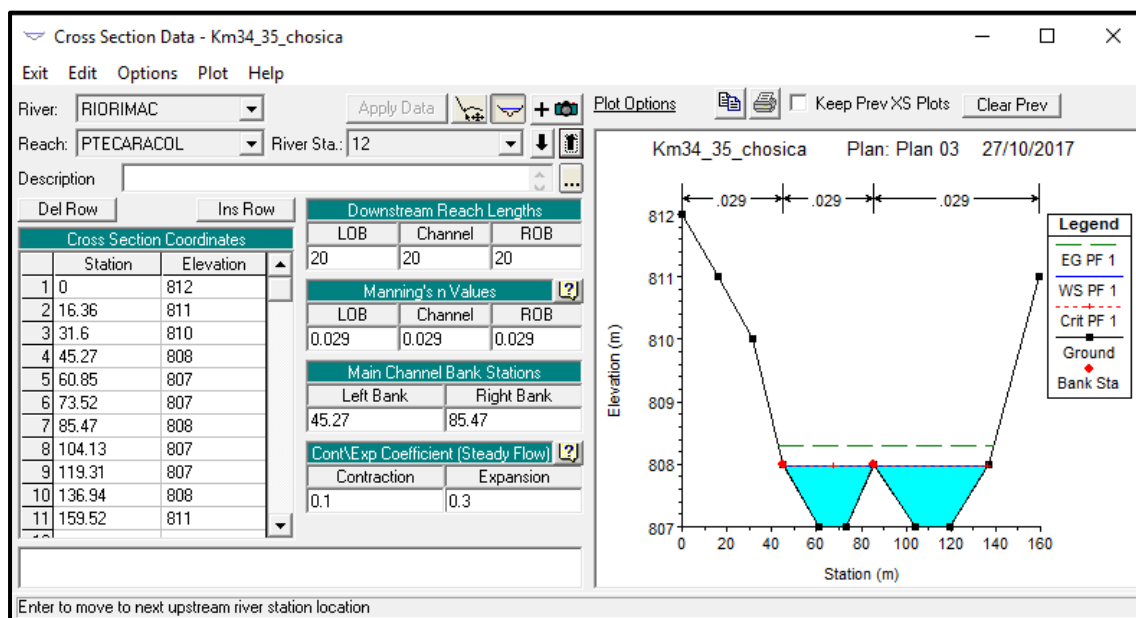 Cross Section Data - Km34_35_chosica
Exit Edit Options Plot Help
River: RIORIMAC Apply Data
Reach: PTECARACOL River Sta.: 12
Description ...
Del Row Ins Row
Cross Section Coordinates
Station Elevation
1 0 812
2 16.36 811
3 31.6 810
4 45.27 808
5 60.85 807
6 73.52 807
7 85.47 808
8 104.13 807
9 119.31 807
10 136.94 808
11 159.52 811
Downstream Reach Lengths
LOB Channel ROB
20 20 20
Manning's n Values
LOB Channel ROB
0.029 0.029 0.029
Main Channel Bank Stations
Left Bank Right Bank
45.27 85.47
Cont\Exp Coefficient (Steady Flow)
Contraction Expansion
0.1 0.3
Plot Options Keep Prev XS Plots Clear Prev
Km34_35_chosica Plan: Plan 03 27/10/2017
.029 .029 .029
812
811
810
809
808
807
Elevation (m)
0 20 40 60 80 100 120 140 160
Station (m)
Legend
EG PF 1
WS PF 1
Crit PF 1
Ground
Bank Sta
Enter to move to next upstream river station location